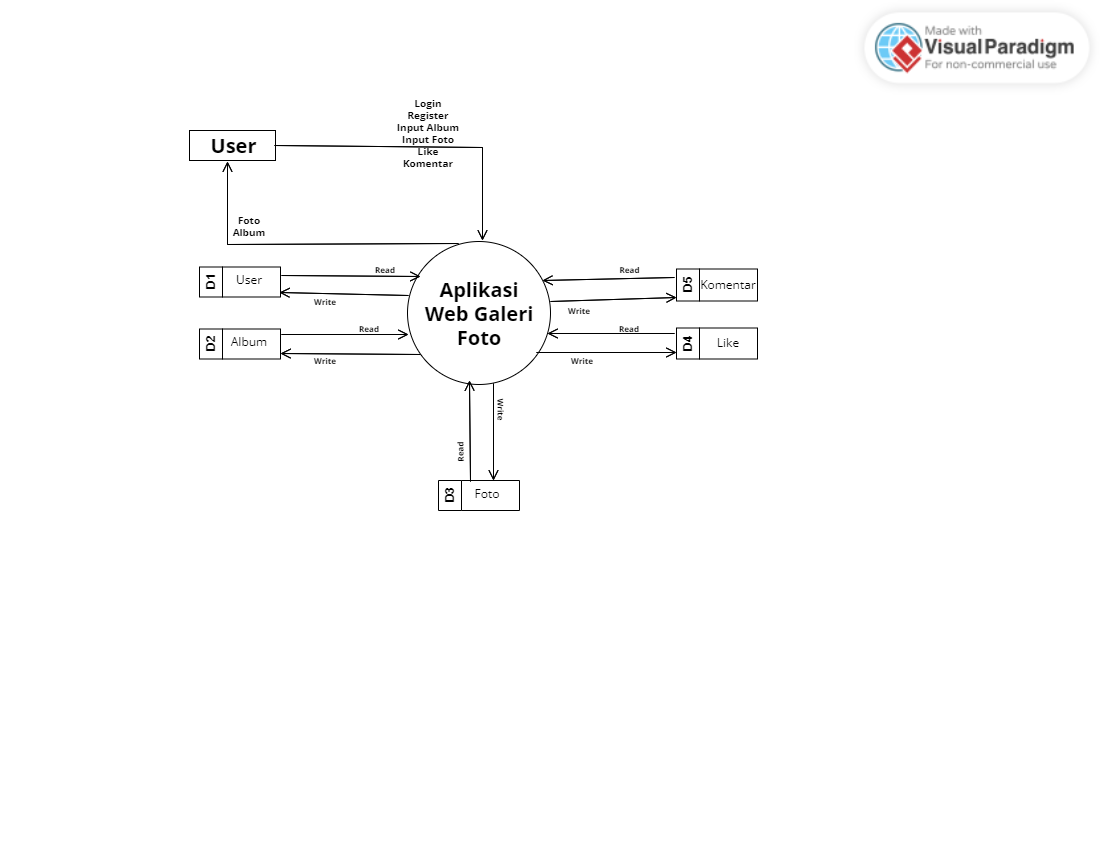 Made with
Visual Paradigm
For non-commercial use
Login
Register
Input Album
Input Foto
Like
Komentar
User
Foto
Album
D1
User
Read
Write
D2
Album
Read
Write
Aplikasi
Web Galeri
Foto
Read
Write
D5
Komentar
Read
Write
D4
Like
Read
Write
D3
Foto